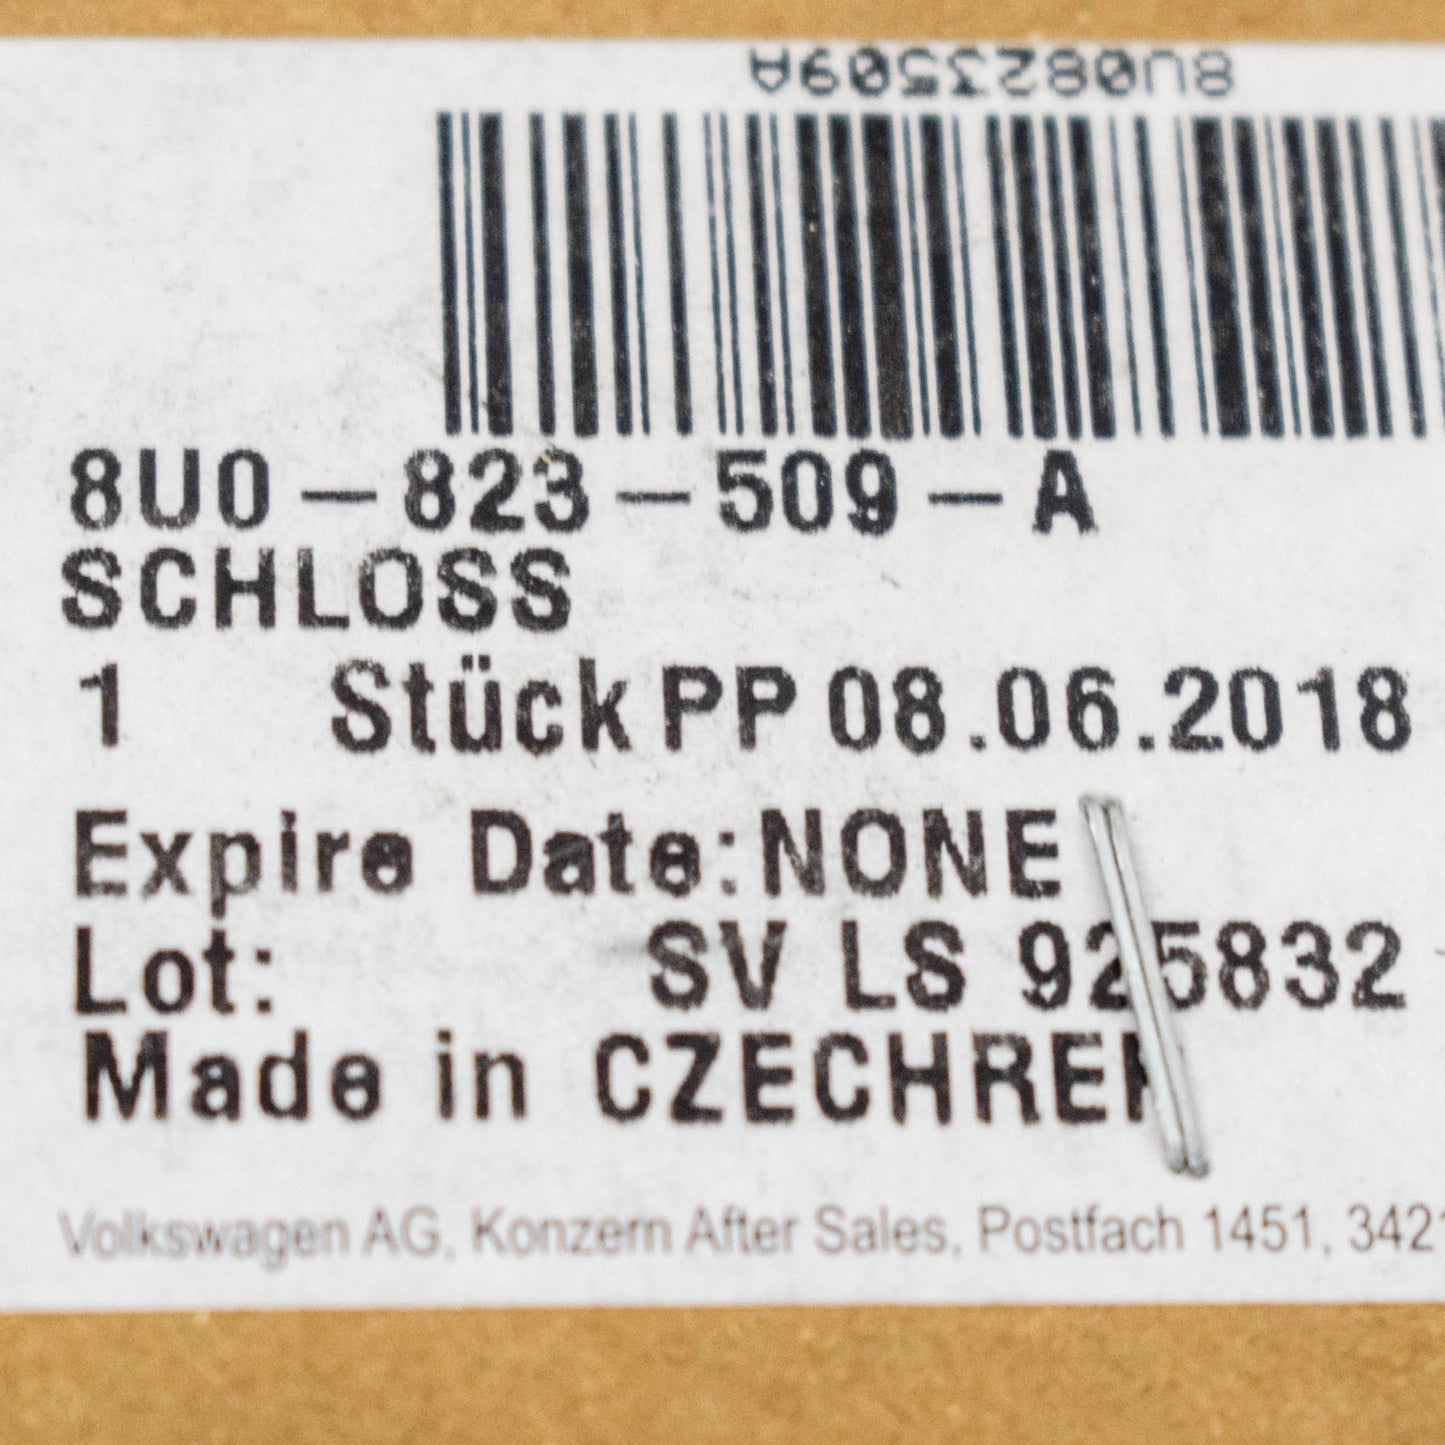 8U0823509A
8U0-823-509-A
SCHLOSS
1 Stück PP 08.06.2018
Expire Date:NONE
Lot: SV LS 925832
Made in
Volkswagen AG, Konzern After Sales, Postfach 1451,